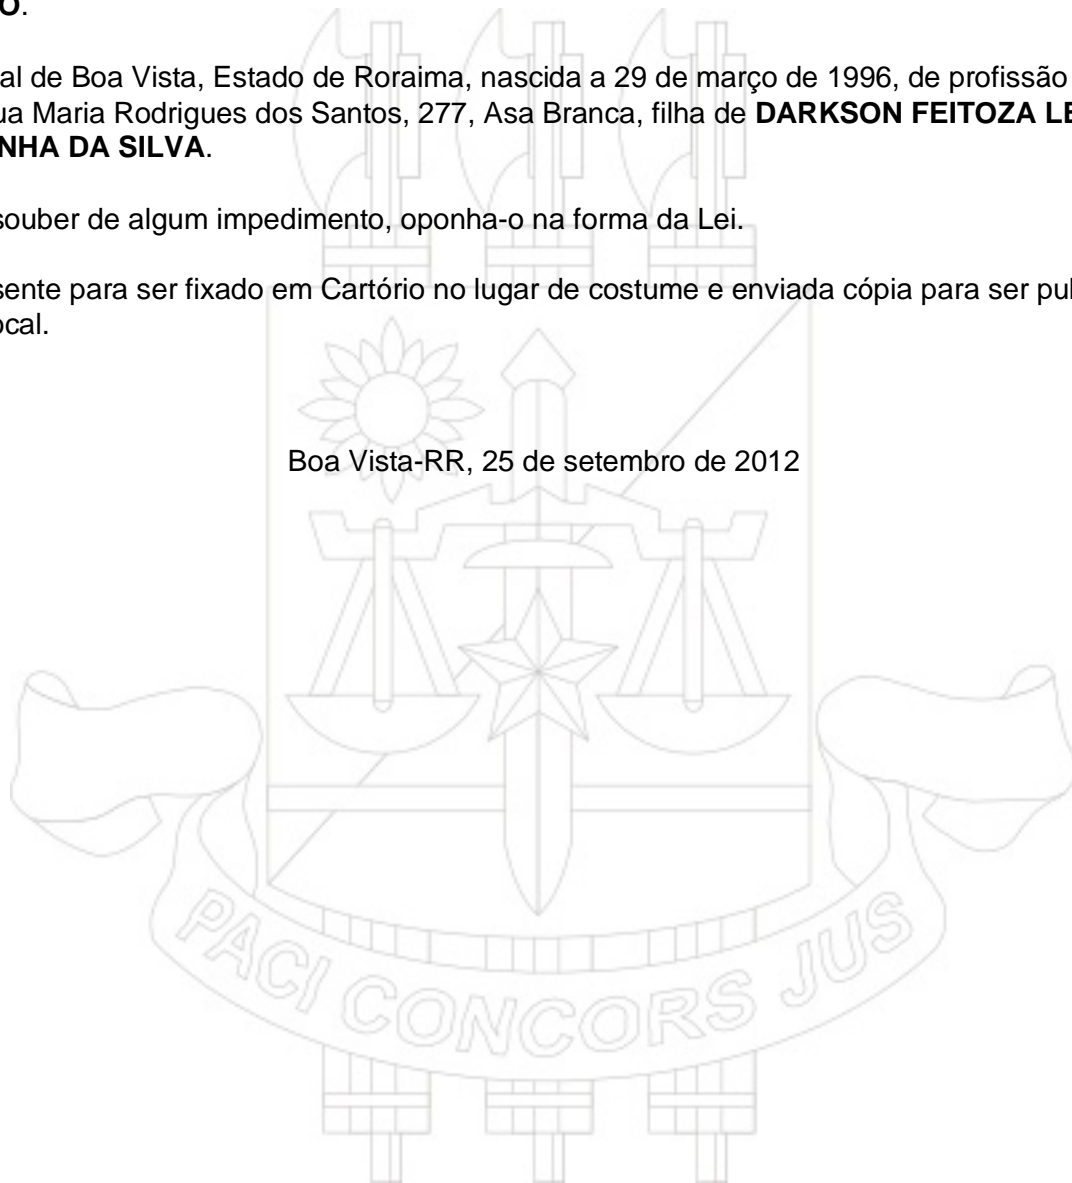 O.
al de Boa Vista, Estado de Roraima, nascida a 29 de março de 1996, de profissão
ua Maria Rodrigues dos Santos, 277, Asa Branca, filha de DARKSON FEITOZA LE
NHA DA SILVA.
souber de algum impedimento, oponha-o na forma da Lei.
sente para ser fixado em Cartório no lugar de costume e enviada cópia para ser pul
ocal.
Boa Vista-RR, 25 de setembro de 2012
PACI CONCORS JUS